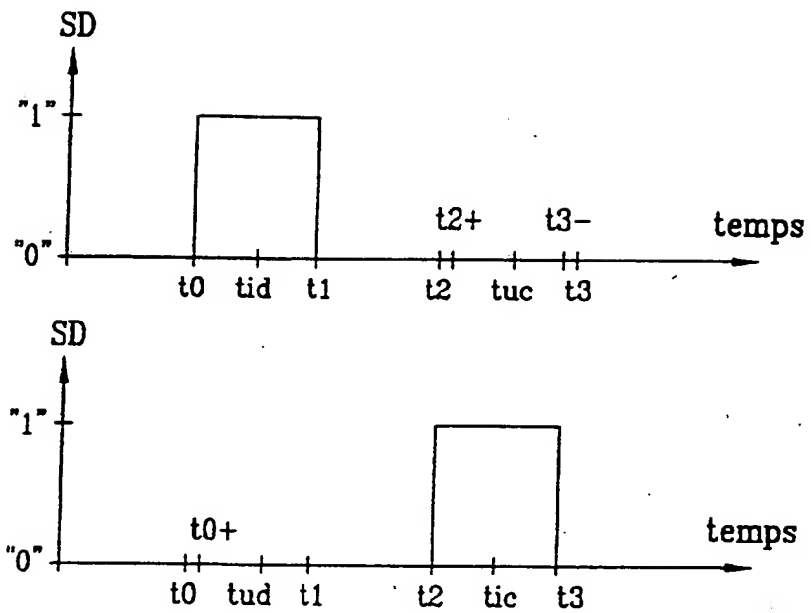 SD
"1"
t2+ t3- temps
"0"
t0 tid t1 t2 tuc t3
SD
"1"
t0+ temps
"0"
t0 tud t1 t2 tic t3